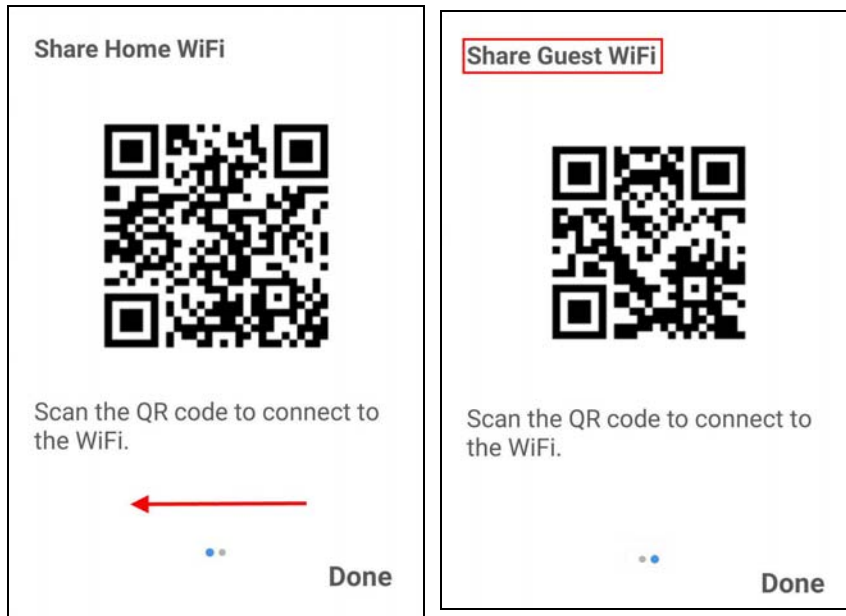 Share Home WiFi
Scan the QR code to connect to
the WiFi.
Done
Share Guest WiFi
Scan the QR code to connect to
the WiFi.
Done